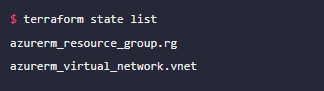 $ terraform state list
azurerm_resource_group.rg
azurerm_virtual_network.vnet